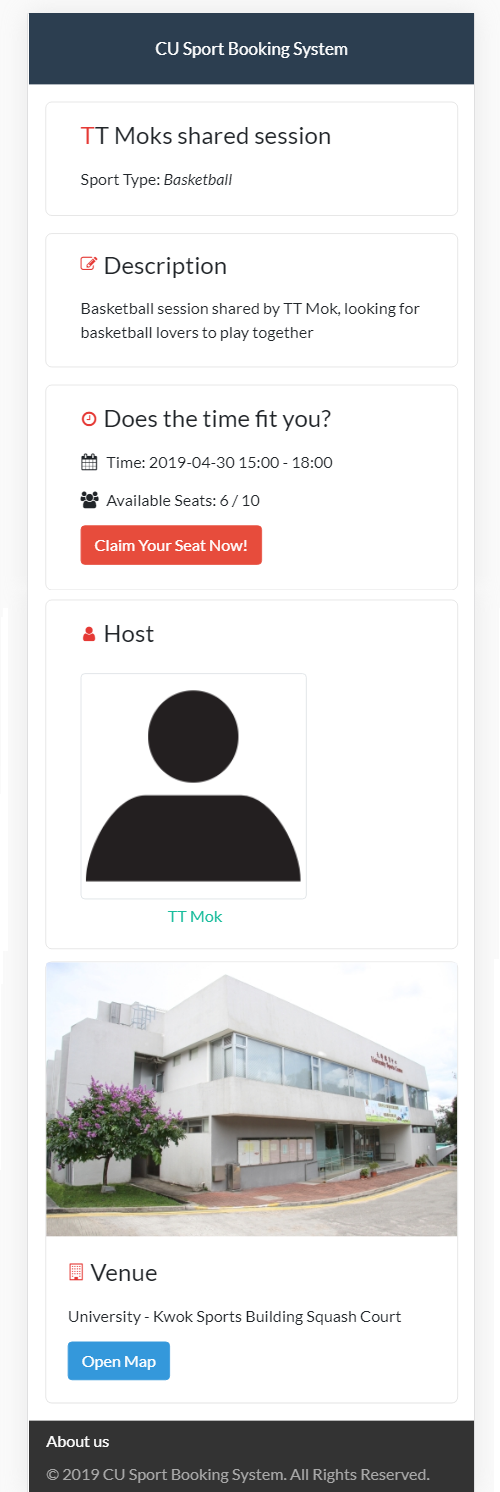 CU Sport Booking System
TT Moks shared session
Sport Type: Basketball
Description
Basketball session shared by TT Mok, looking for
basketball lovers to play together
Does the time fit you?
Time: 2019-04-30 15:00 - 18:00
Available Seats: 6 / 10
Claim Your Seat Now!
Host
TT Mok
University Sports Centre
Venue
University - Kwok Sports Building Squash Court
Open Map
About us
© 2019 CU Sport Booking System. All Rights Reserved.